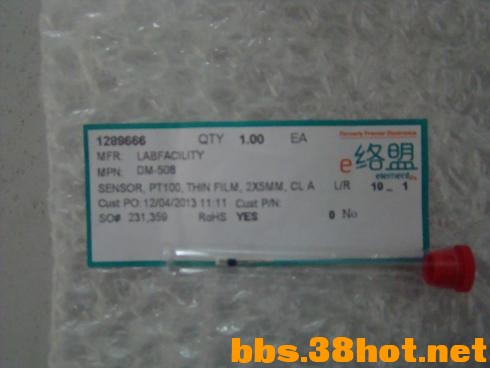 1289666 QTY 1.00 EA
Formerly Premier Electronics
MFR: LABFACILITY
e络盟
MPN: DM-508
element14
SENSOR, PT100, THIN FILM, 2X5MM, CL A L/R 10_ 1
Cust PO:12/04/2013 11:11 Cust P/N:
SO# 231,359 RoHS YES 0 No
bbs.38hot.net